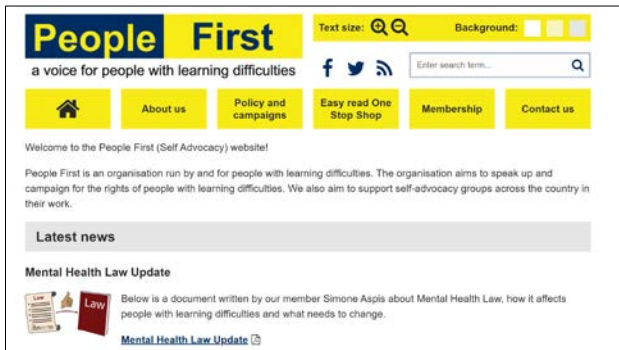 People First
a voice for people with learning difficulties
Text size:
Background:
Enter search term...
About us
Policy and
campaigns
Easy read One
Stop Shop
Membership
Contact us
Welcome to the People First (Self Advocacy) website!
People First is an organisation run by and for people with learning difficulties. The organisation aims to speak up and
campaign for the rights of people with learning difficulties. We also aim to support self-advocacy groups across the country in
their work.
Latest news
Mental Health Law Update
Law
Law
Below is a document written by our member Simone Aspis about Mental Health Law, how it affects
people with learning difficulties and what needs to change.
Mental Health Law Update